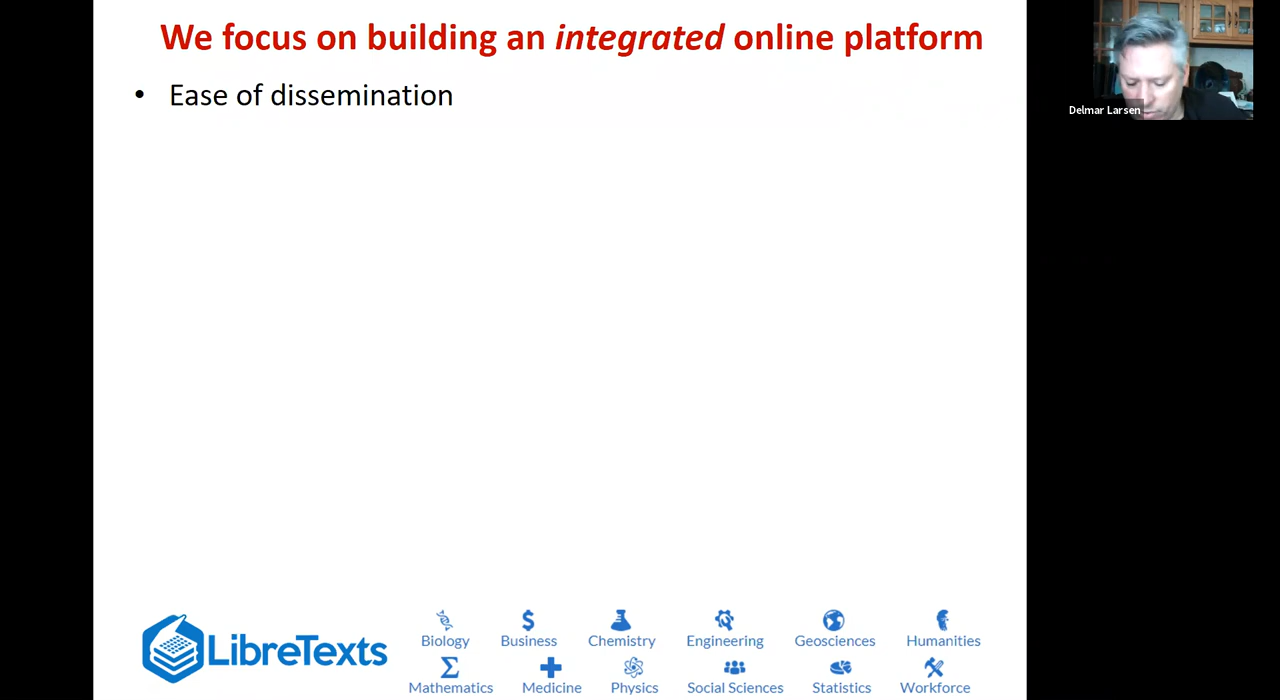 We focus on building an integrated online platform
• Ease of dissemination
Delmar Larsen
LibreTexts
Biology Business Chemistry Engineering Geosciences Humanities
Mathematics Medicine Physics Social Sciences Statistics Workforce